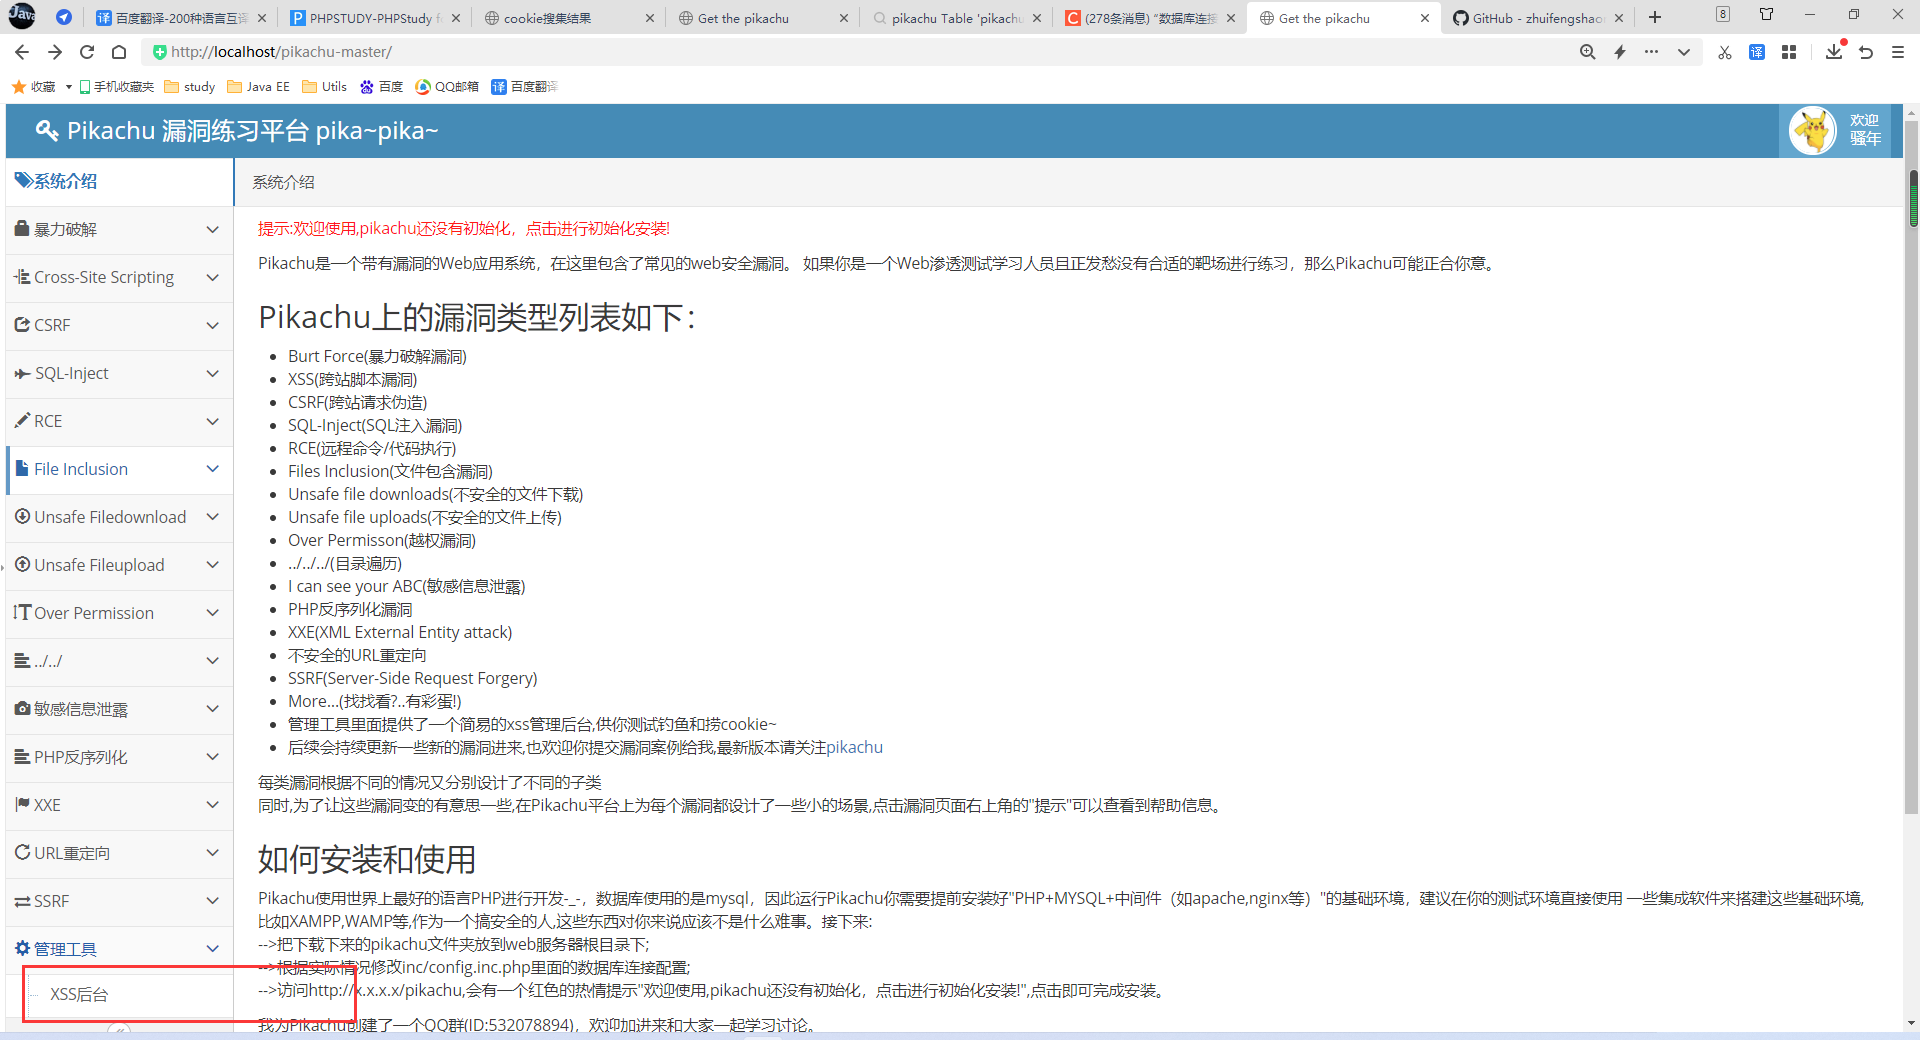 Java
译 百度翻译-200种语言互译
PHPSTUDY-PHPStudy f
cookie搜集结果
Get the pikachu
pikachu Table 'pikachu
C (278条消息) “数据库连接
Get the pikachu
GitHub - zhuifengshao
8
http://localhost/pikachu-master/
译
收藏
手机收藏夹
study
Java EE
Utils
百度
QQ邮箱
译 百度翻译
Pikachu 漏洞练习平台 pika~pika~
欢迎
骚年
系统介绍
暴力破解
Cross-Site Scripting
CSRF
SQL-Inject
RCE
File Inclusion
Unsafe Filedownload
Unsafe Fileupload
Over Permission
../../
敏感信息泄露
PHP反序列化
XXE
URL重定向
SSRF
管理工具
XSS后台
系统介绍
提示:欢迎使用,pikachu还没有初始化，点击进行初始化安装!
Pikachu是一个带有漏洞的Web应用系统，在这里包含了常见的web安全漏洞。 如果你是一个Web渗透测试学习人员且正发愁没有合适的靶场进行练习，那么Pikachu可能正合你意。
Pikachu上的漏洞类型列表如下：
Burt Force(暴力破解漏洞)
XSS(跨站脚本漏洞)
CSRF(跨站请求伪造)
SQL-Inject(SQL注入漏洞)
RCE(远程命令/代码执行)
Files Inclusion(文件包含漏洞)
Unsafe file downloads(不安全的文件下载)
Unsafe file uploads(不安全的文件上传)
Over Permisson(越权漏洞)
../../../(目录遍历)
I can see your ABC(敏感信息泄露)
PHP反序列化漏洞
XXE(XML External Entity attack)
不安全的URL重定向
SSRF(Server-Side Request Forgery)
More...(找找看?..有彩蛋!)
管理工具里面提供了一个简易的xss管理后台,供你测试钓鱼和捞cookie~
后续会持续更新一些新的漏洞进来,也欢迎你提交漏洞案例给我,最新版本请关注pikachu
每类漏洞根据不同的情况又分别设计了不同的子类
同时,为了让这些漏洞变的有意思一些,在Pikachu平台上为每个漏洞都设计了一些小的场景,点击漏洞页面右上角的"提示"可以查看到帮助信息。
如何安装和使用
Pikachu使用世界上最好的语言PHP进行开发-_-，数据库使用的是mysql，因此运行Pikachu你需要提前安装好"PHP+MYSQL+中间件（如apache,nginx等）"的基础环境，建议在你的测试环境直接使用 一些集成软件来搭建这些基础环境,
比如XAMPP,WAMP等,作为一个搞安全的人,这些东西对你来说应该不是什么难事。接下来:
-->把下载下来的pikachu文件夹放到web服务器根目录下;
-->根据实际情况修改inc/config.inc.php里面的数据库连接配置;
-->访问http://x.x.x.x/pikachu,会有一个红色的热情提示"欢迎使用,pikachu还没有初始化，点击进行初始化安装!",点击即可完成安装。
我为Pikachu创建了一个QQ群(ID:532078894)，欢迎加进来和大家一起学习讨论。